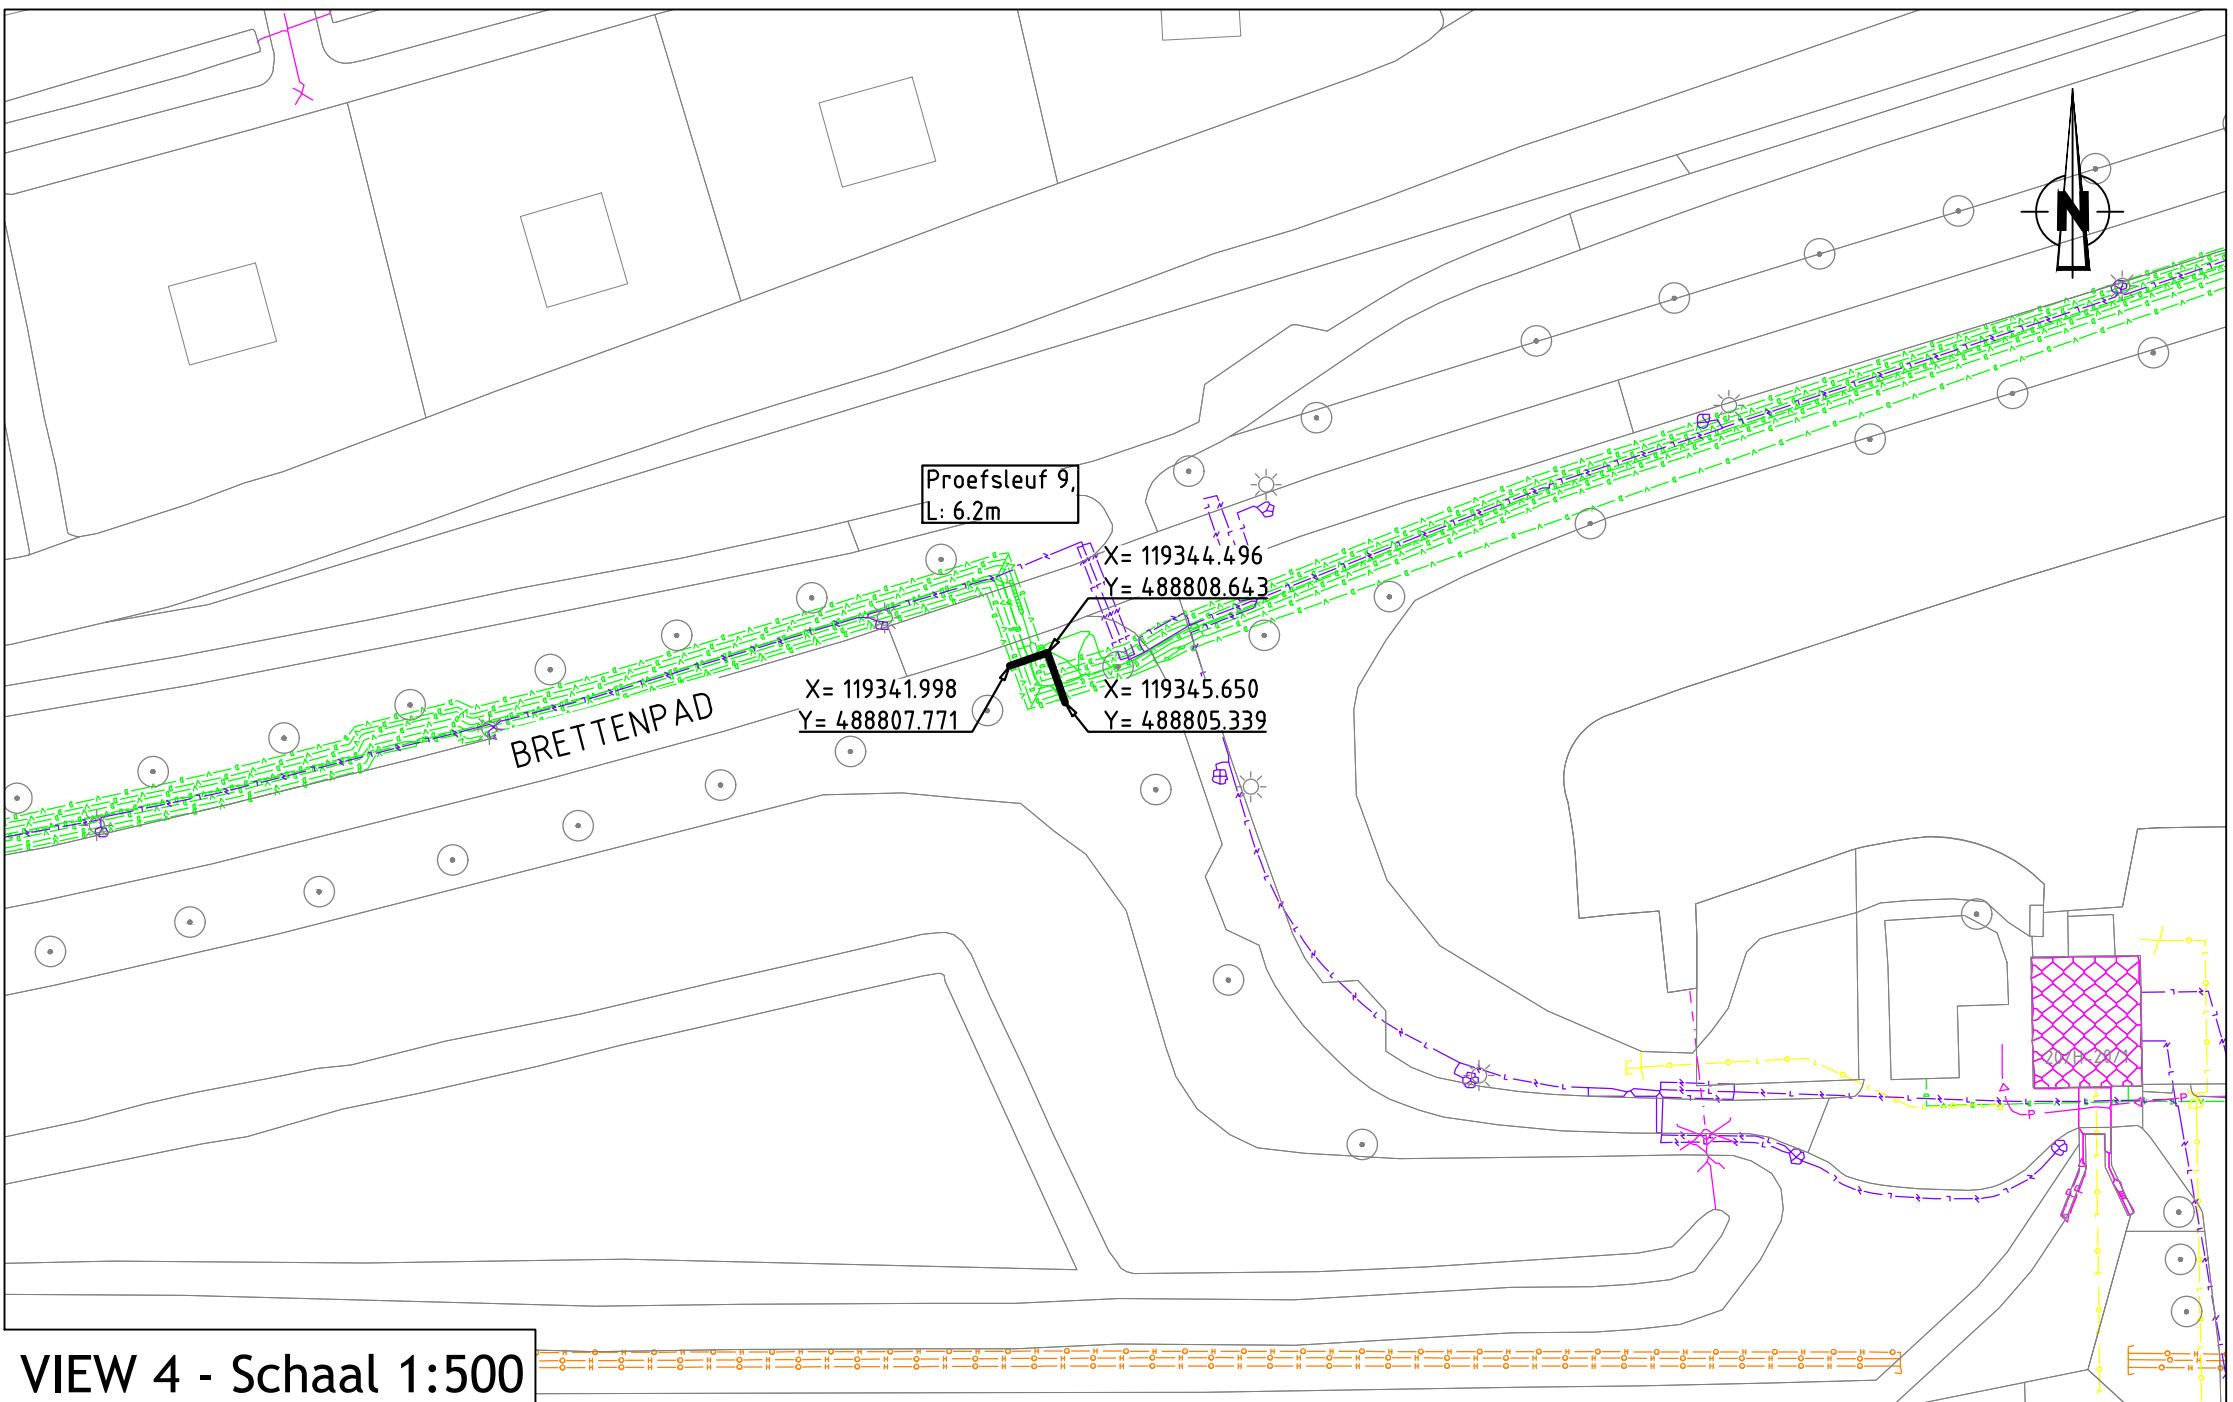 N
Proefsleuf 9,
L: 6.2m
X= 119344.496
Y= 488808.643
X= 119341.998
Y= 488807.771
X= 119345.650
Y= 488805.339
BRETTENPAD
VIEW 4 - Schaal 1:500